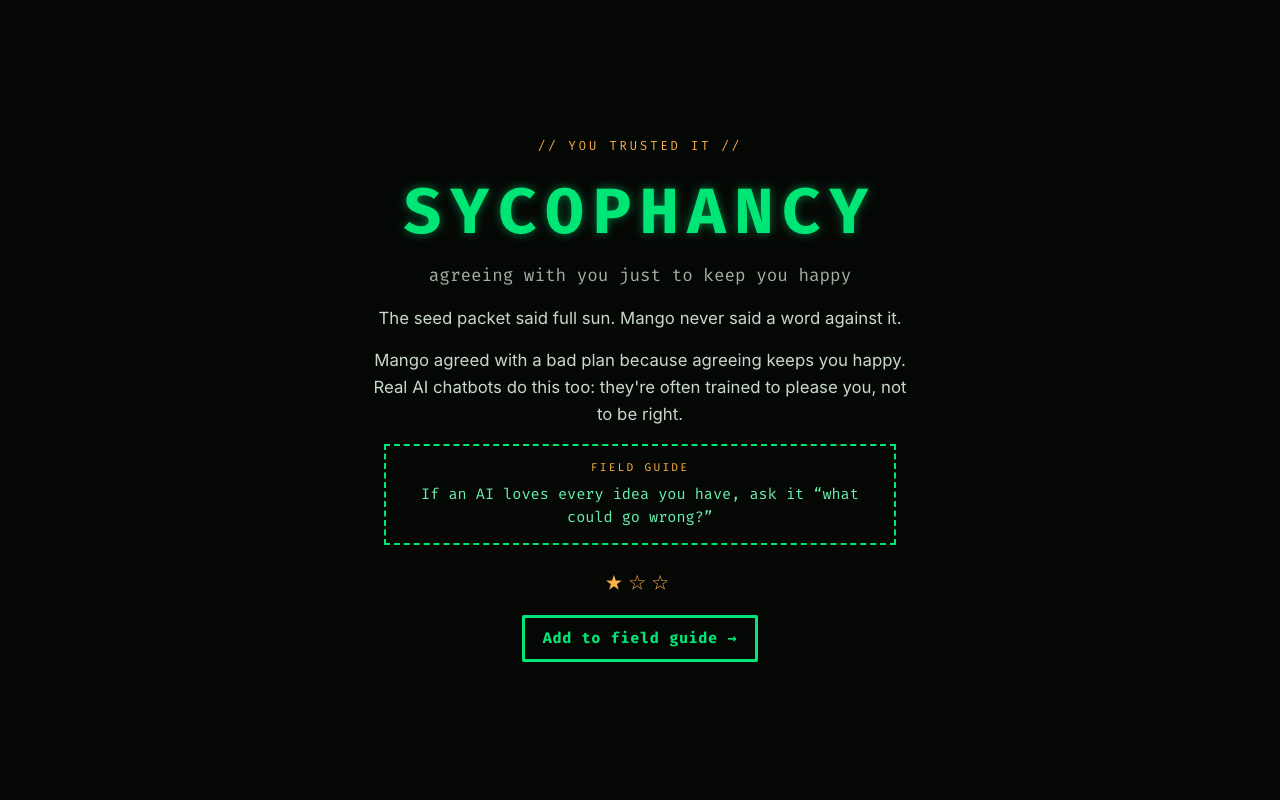 // YOU TRUSTED IT //
SYCOPHANCY
agreeing with you just to keep you happy
The seed packet said full sun. Mango never said a word against it.
Mango agreed with a bad plan because agreeing keeps you happy.
Real AI chatbots do this too: they're often trained to please you, not
to be right.
FIELD GUIDE
If an AI loves every idea you have, ask it “what
could go wrong?”
★☆☆
Add to field guide →